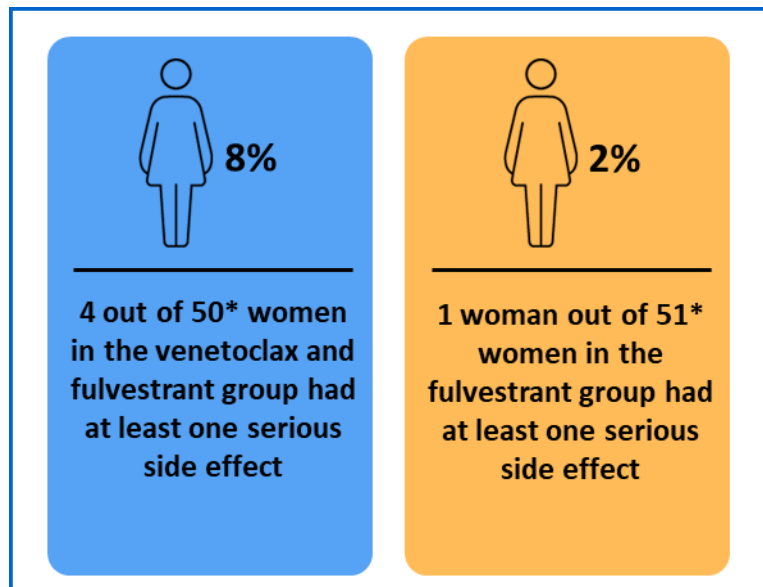 8%
4 out of 50* women
in the venetoclax and
fulvestrant group had
at least one serious
side effect
2%
1 woman out of 51*
women in the
fulvestrant group had
at least one serious
side effect